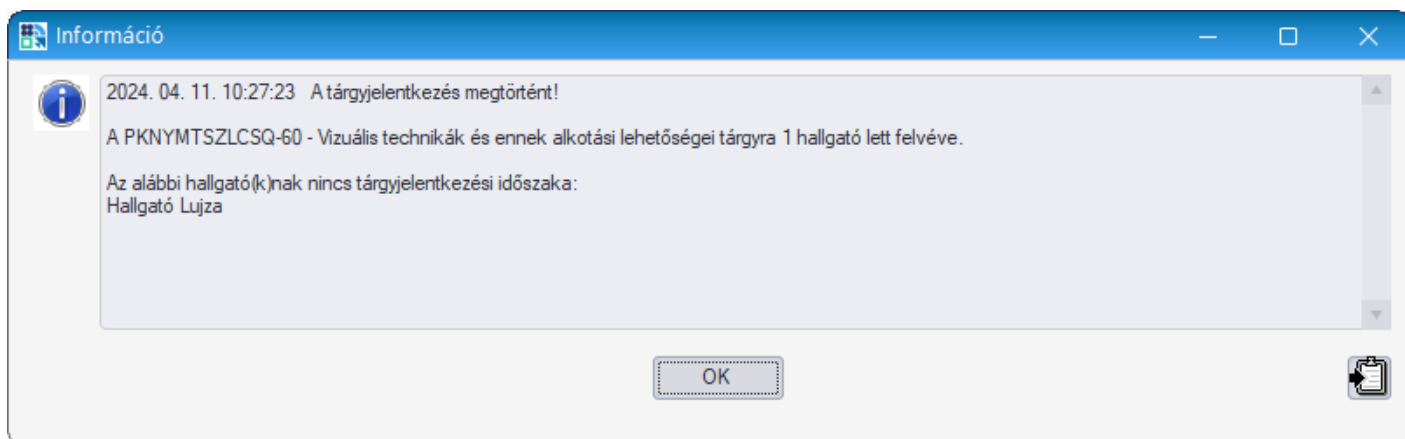 Információ
2024. 04. 11. 10:27:23   A tárgyjelentkezés megtörtént!
A PKNYMTSZLCSQ-60 - Vizuális technikák és ennek alkotási lehetőségei tárgyra 1 hallgató lett felvéve.
Az alábbi hallgató(k)nak nincs tárgyjelentkezési időszaka:
Hallgató Lujza
OK